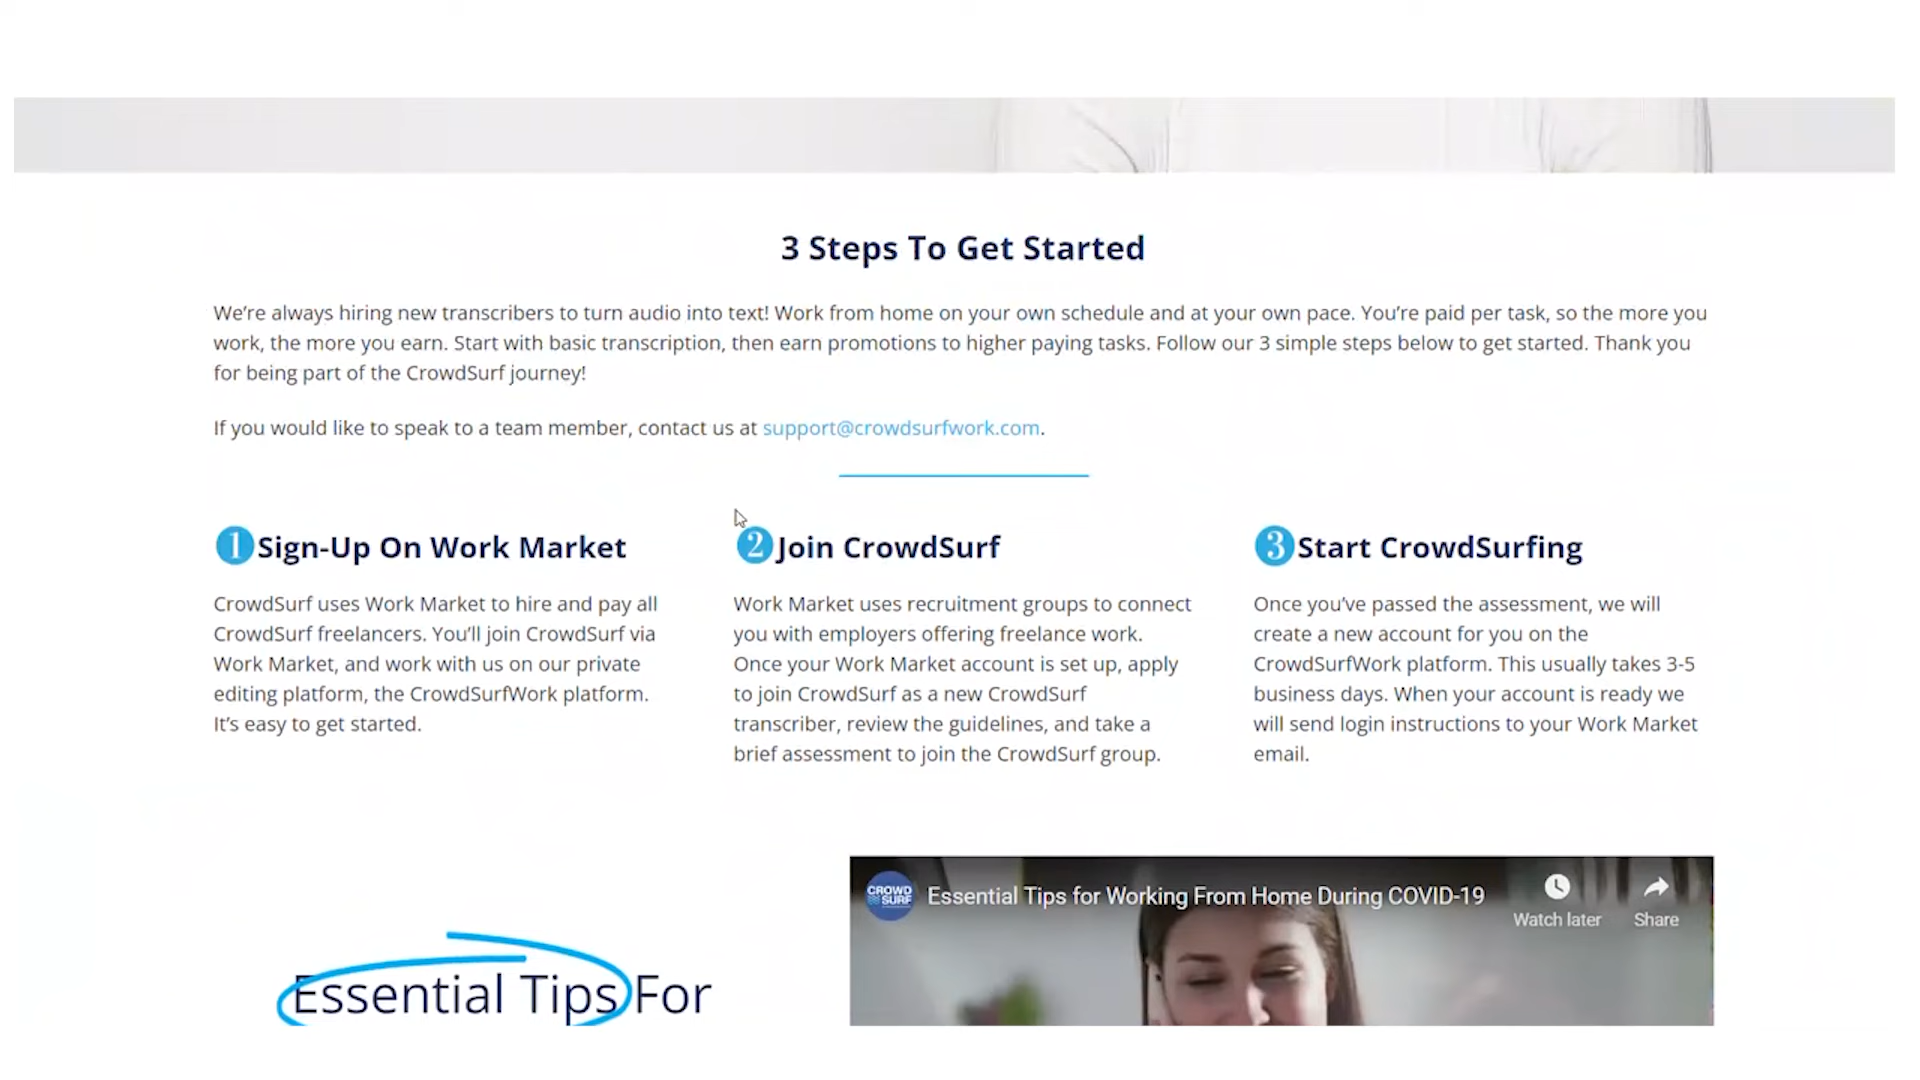 3 Steps To Get Started
We're always hiring new transcribers to turn audio into text! Work from home on your own schedule and at your own pace. You're paid per task, so the more you
work, the more you earn. Start with basic transcription, then earn promotions to higher paying tasks. Follow our 3 simple steps below to get started. Thank you
for being part of the CrowdSurf journey!
If you would like to speak to a team member, contact us at support@crowdsurfwork.com.
1 Sign-Up On Work Market
CrowdSurf uses Work Market to hire and pay all
CrowdSurf freelancers. You'll join CrowdSurf via
Work Market, and work with us on our private
editing platform, the CrowdSurfWork platform.
It's easy to get started.
2 Join CrowdSurf
Work Market uses recruitment groups to connect
you with employers offering freelance work.
Once your Work Market account is set up, apply
to join CrowdSurf as a new CrowdSurf
transcriber, review the guidelines, and take a
brief assessment to join the CrowdSurf group.
3 Start CrowdSurfing
Once you've passed the assessment, we will
create a new account for you on the
CrowdSurfWork platform. This usually takes 3-5
business days. When your account is ready we
will send login instructions to your Work Market
email.
Essential Tips For
CROWD
SURF
Essential Tips for Working From Home During COVID-19
Watch later
Share